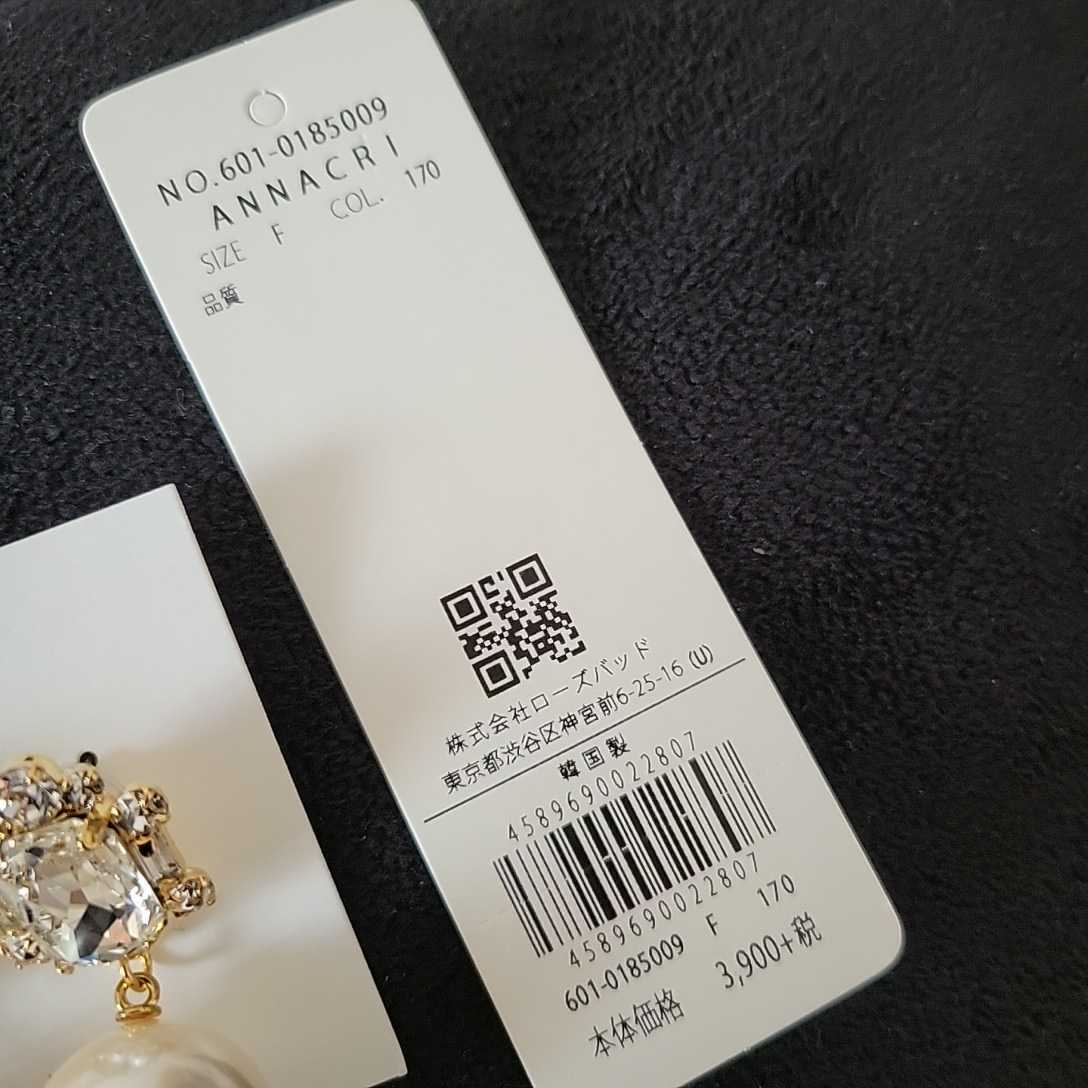 NO.601-0185009
ANNACRI
SIZE F COL. 170
品質
株式会社ローズバッド
東京都渋谷区神宮前6-25-16 (U)
韓国製
4589690022807
4589690022807
601-0185009 F 170
本体価格 3,900+税